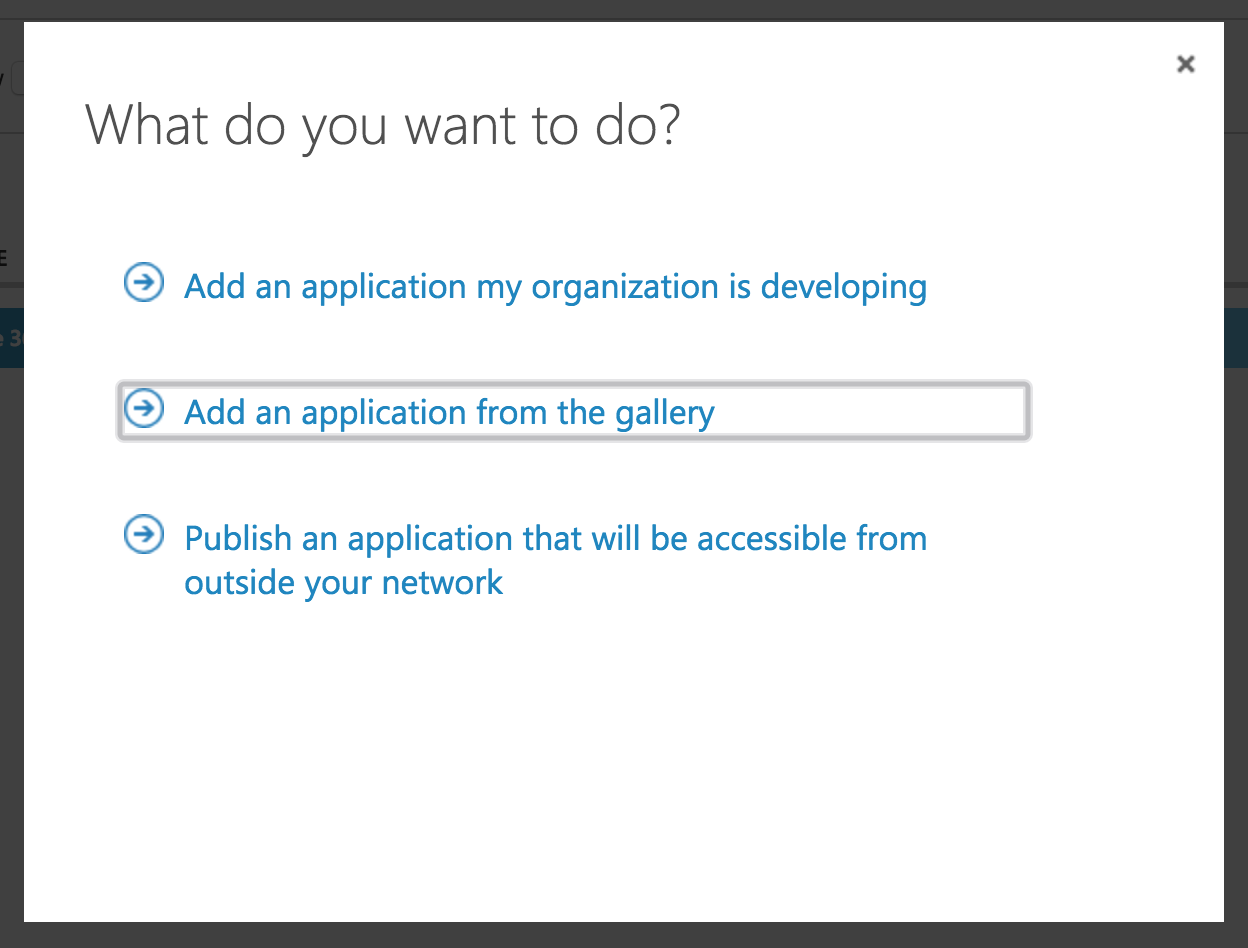 What do you want to do?
Add an application my organization is developing
Add an application from the gallery
Publish an application that will be accessible from
outside your network